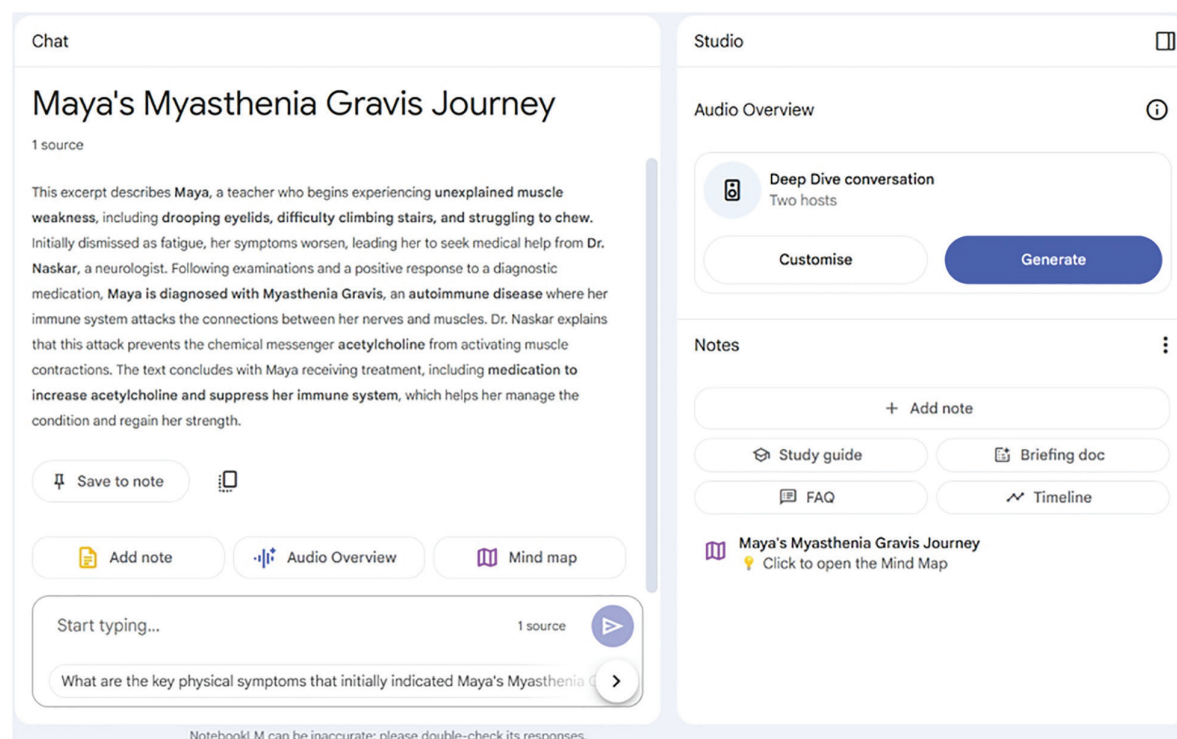 Chat
Maya's Myasthenia Gravis Journey
1 source
This excerpt describes Maya, a teacher who begins experiencing unexplained muscle
weakness, including drooping eyelids, difficulty climbing stairs, and struggling to chew.
Initially dismissed as fatigue, her symptoms worsen, leading her to seek medical help from Dr.
Naskar, a neurologist. Following examinations and a positive response to a diagnostic
medication, Maya is diagnosed with Myasthenia Gravis, an autoimmune disease where her
immune system attacks the connections between her nerves and muscles. Dr. Naskar explains
that this attack prevents the chemical messenger acetylcholine from activating muscle
contractions. The text concludes with Maya receiving treatment, including medication to
increase acetylcholine and suppress her immune system, which helps her manage the
condition and regain her strength.
Save to note
Add note
Audio Overview
Mind map
Start typing...
1 source
What are the key physical symptoms that initially indicated Maya's Myasthenia
NotebookLM can be inaccurate; please double-check its responses.
Studio
Audio Overview
Deep Dive conversation
Two hosts
Customise
Generate
Notes
+ Add note
Study guide
Briefing doc
FAQ
Timeline
Maya's Myasthenia Gravis Journey
Click to open the Mind Map